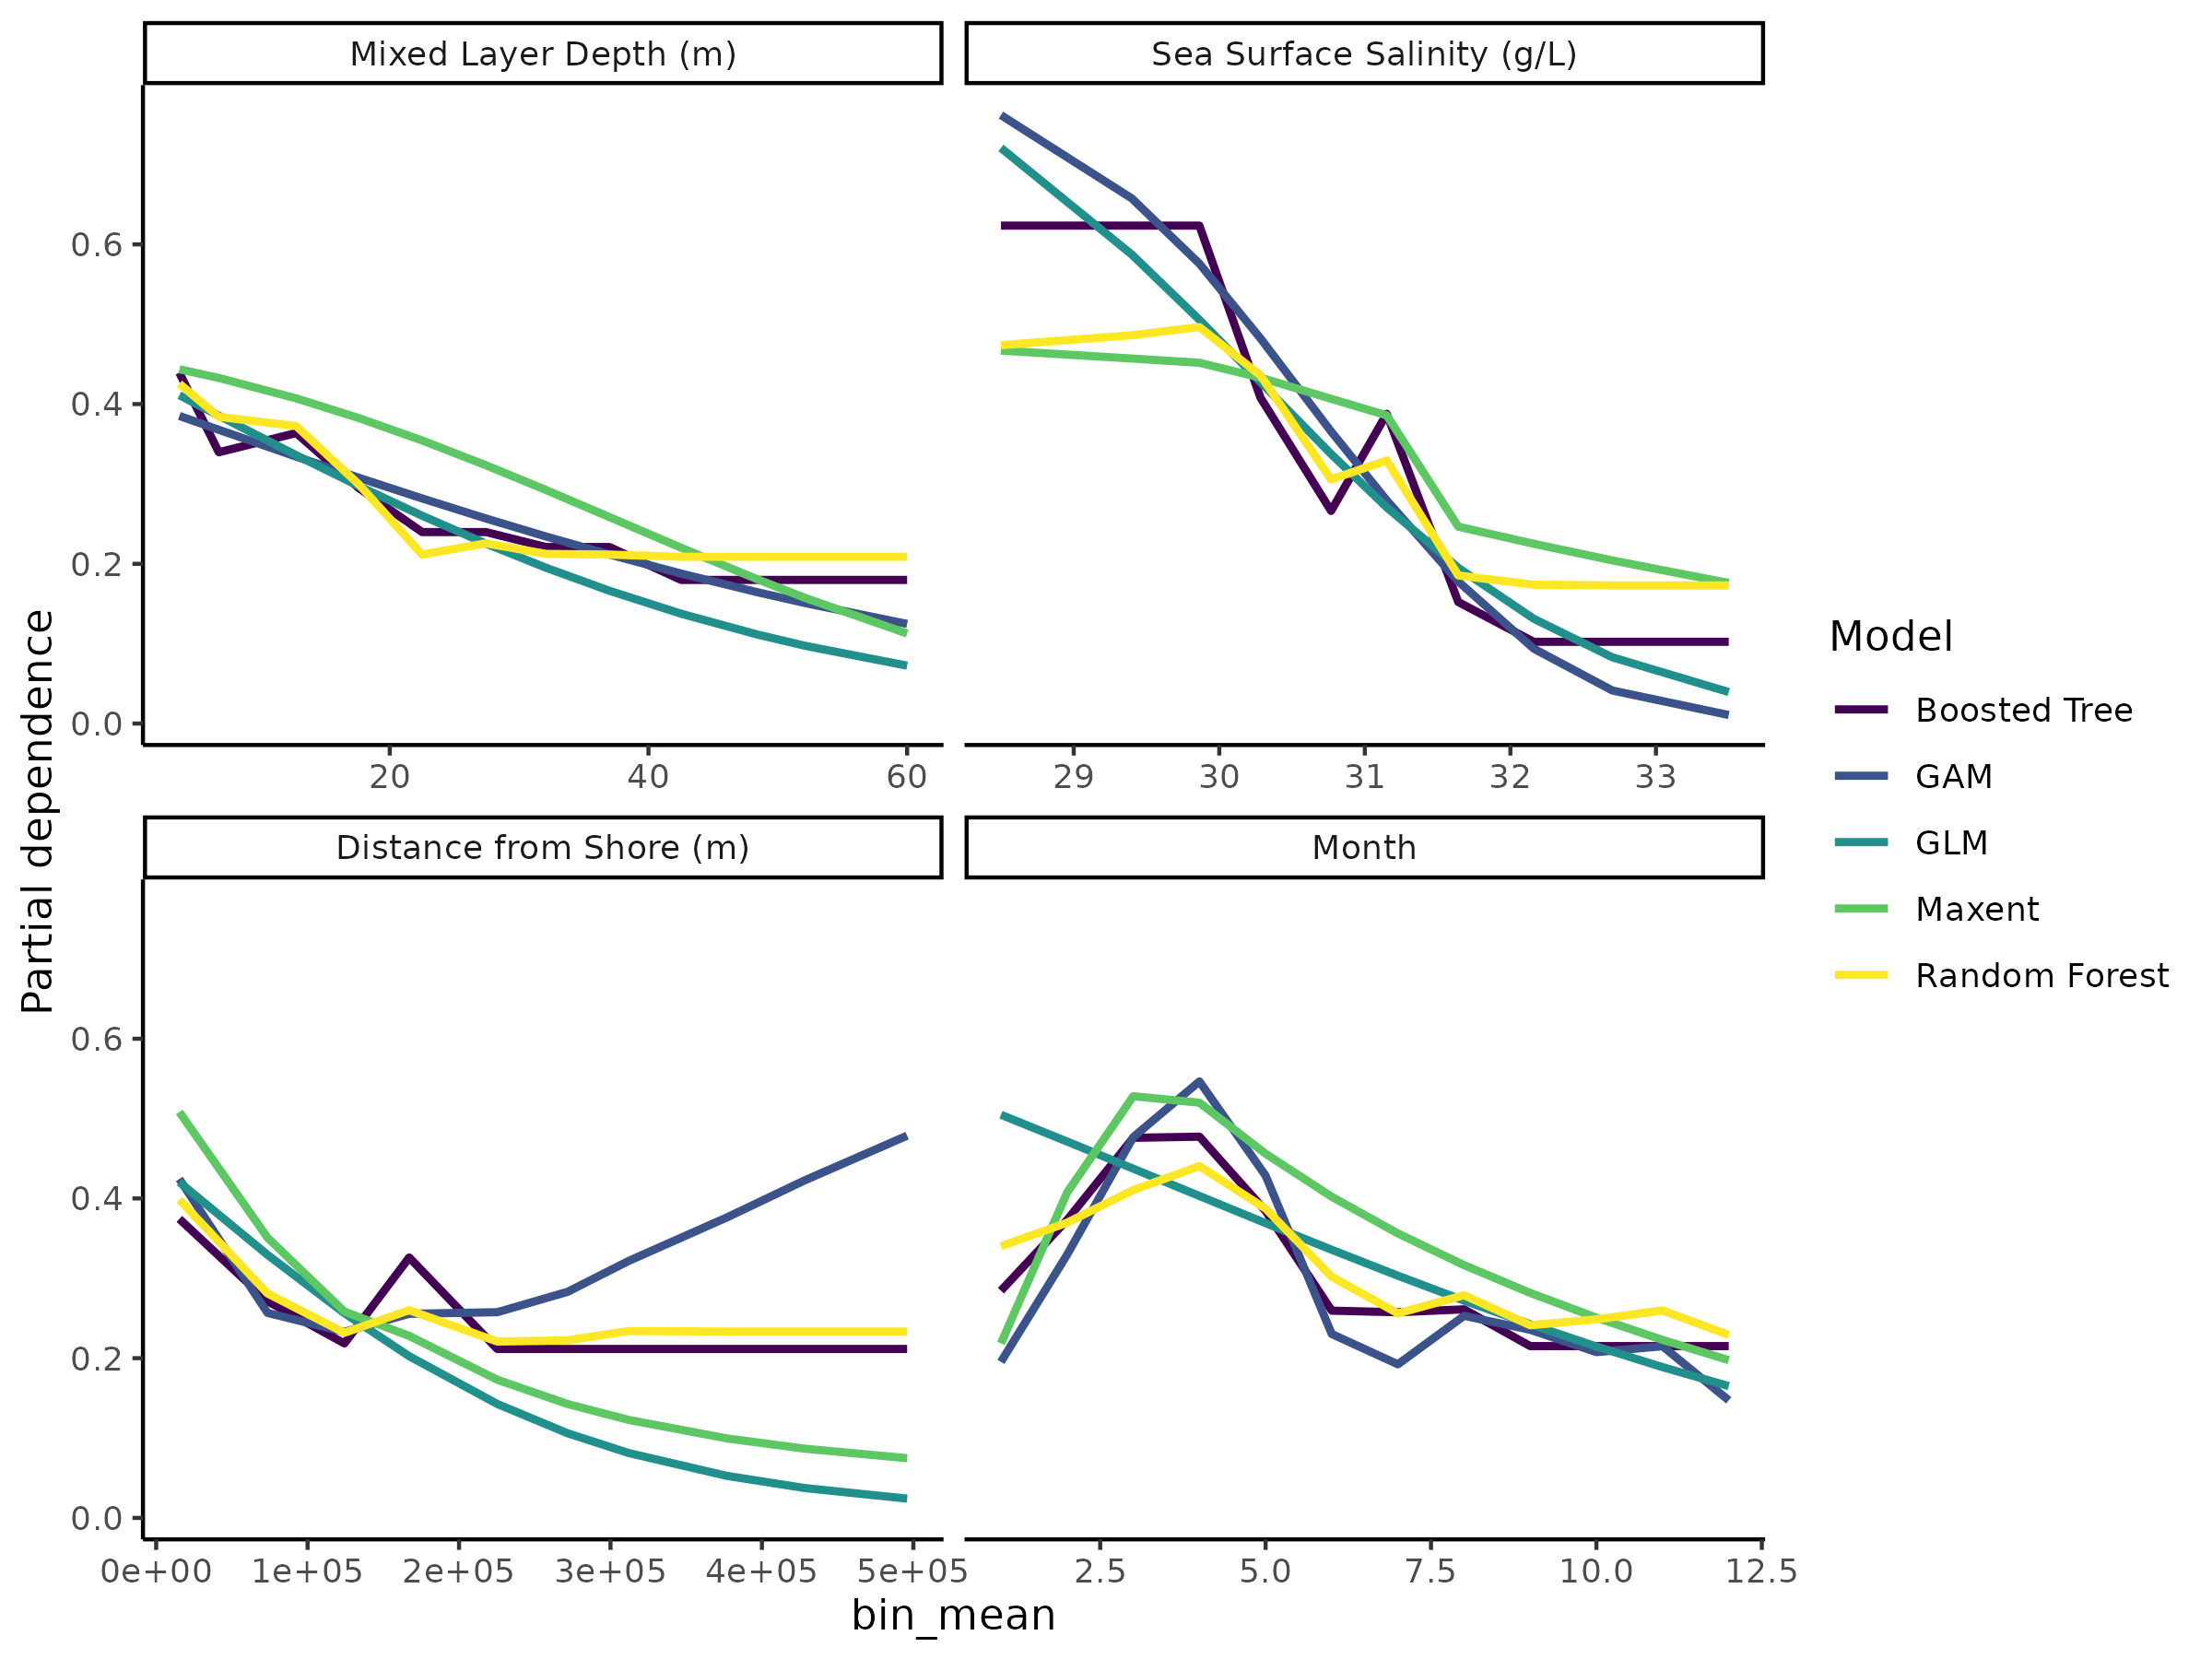 Mixed Layer Depth (m)
Sea Surface Salinity (g/L)
0.6
0.4
0.2
0.0
20 40 60
29 30 31 32 33
Distance from Shore (m)
Month
0.6
0.4
0.2
0.0
0e+00 1e+05 2e+05 3e+05 4e+05 5e+05
2.5 5.0 7.5 10.0 12.5
Partial dependence
bin_mean
Model
Boosted Tree
GAM
GLM
Maxent
Random Forest